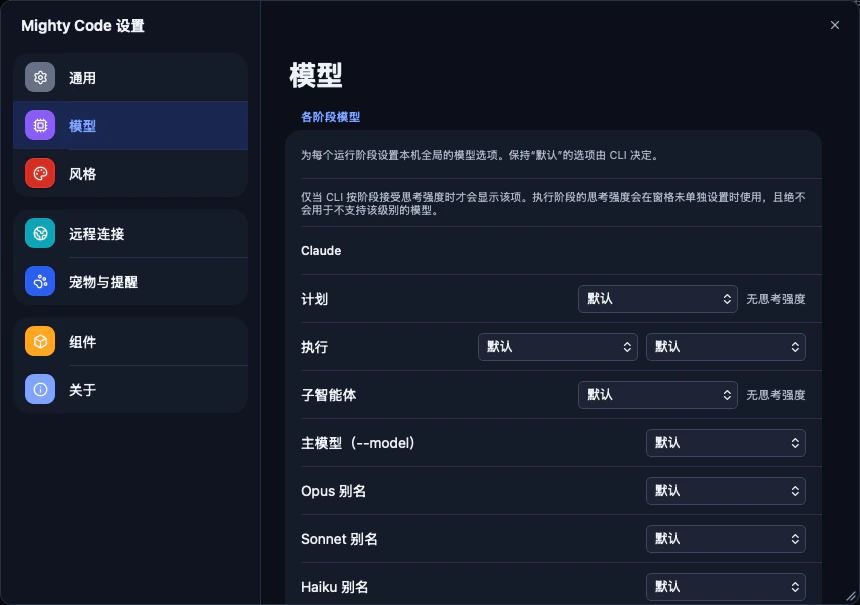 Mighty Code 设置
通用
模型
风格
远程连接
宠物与提醒
组件
关于
模型
各阶段模型
为每个运行阶段设置本机全局的模型选项。保持“默认”的选项由 CLI 决定。
仅当 CLI 按阶段接受思考强度时才会显示该项。执行阶段的思考强度会在窗格未单独设置时使用，且绝不
会用于不支持该级别的模型。
Claude
计划 默认 无思考强度
执行 默认 默认
子智能体 默认 无思考强度
主模型（--model） 默认
Opus 别名 默认
Sonnet 别名 默认
Haiku 别名 默认